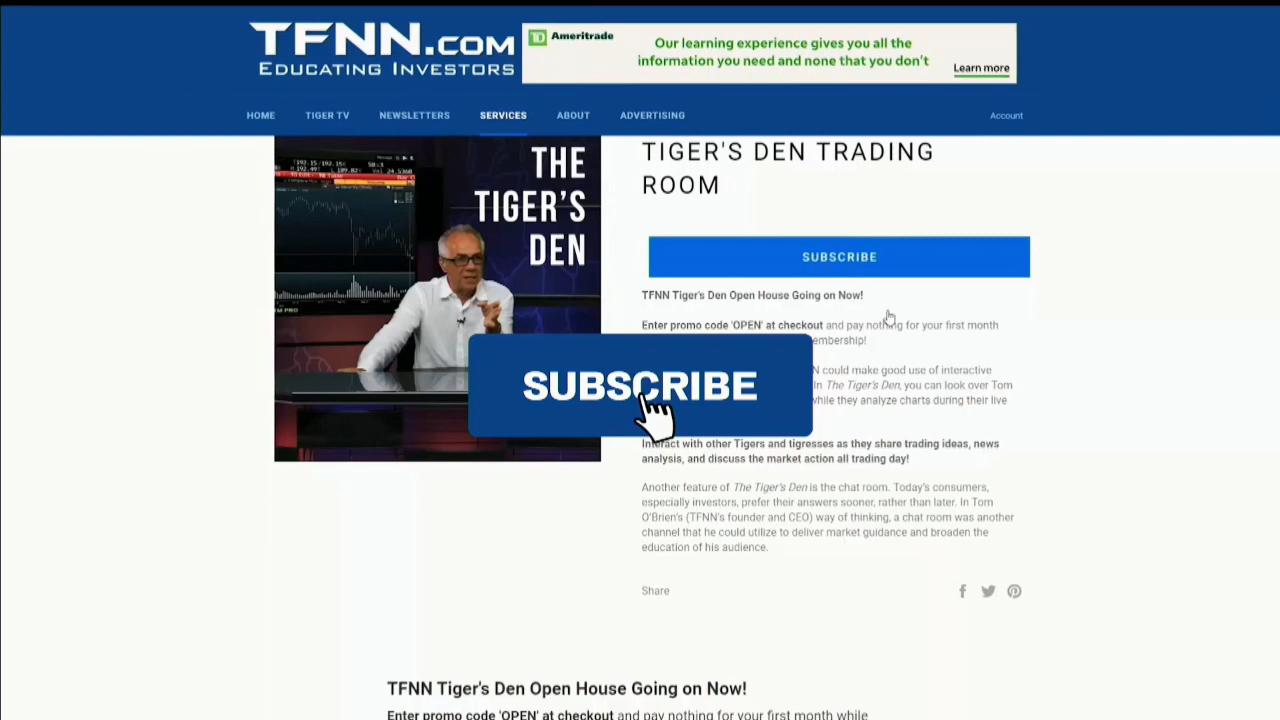 TFNN.COM
EDUCATING INVESTORS
TD Ameritrade
Our learning experience gives you all the
information you need and none that you don't
Learn more
HOME
TIGER TV
NEWSLETTERS
SERVICES
ABOUT
ADVERTISING
Account
THE
TIGER'S
DEN
TIGER'S DEN TRADING
ROOM
SUBSCRIBE
TFNN Tiger's Den Open House Going on Now!
Enter promo code 'OPEN' at checkout and pay nothing for your first month
embership!
N could make good use of interactive
In The Tiger's Den, you can look over Tom
while they analyze charts during their live
SUBSCRIBE
Interact with other Tigers and tigresses as they share trading ideas, news
analysis, and discuss the market action all trading day!
Another feature of The Tiger's Den is the chat room. Today's consumers,
especially investors, prefer their answers sooner, rather than later. In Tom
O'Brien's (TFNN's founder and CEO) way of thinking, a chat room was another
channel that he could utilize to deliver market guidance and broaden the
education of his audience.
Share
TFNN Tiger's Den Open House Going on Now!
Enter promo code 'OPEN' at checkout and pay nothing for your first month while